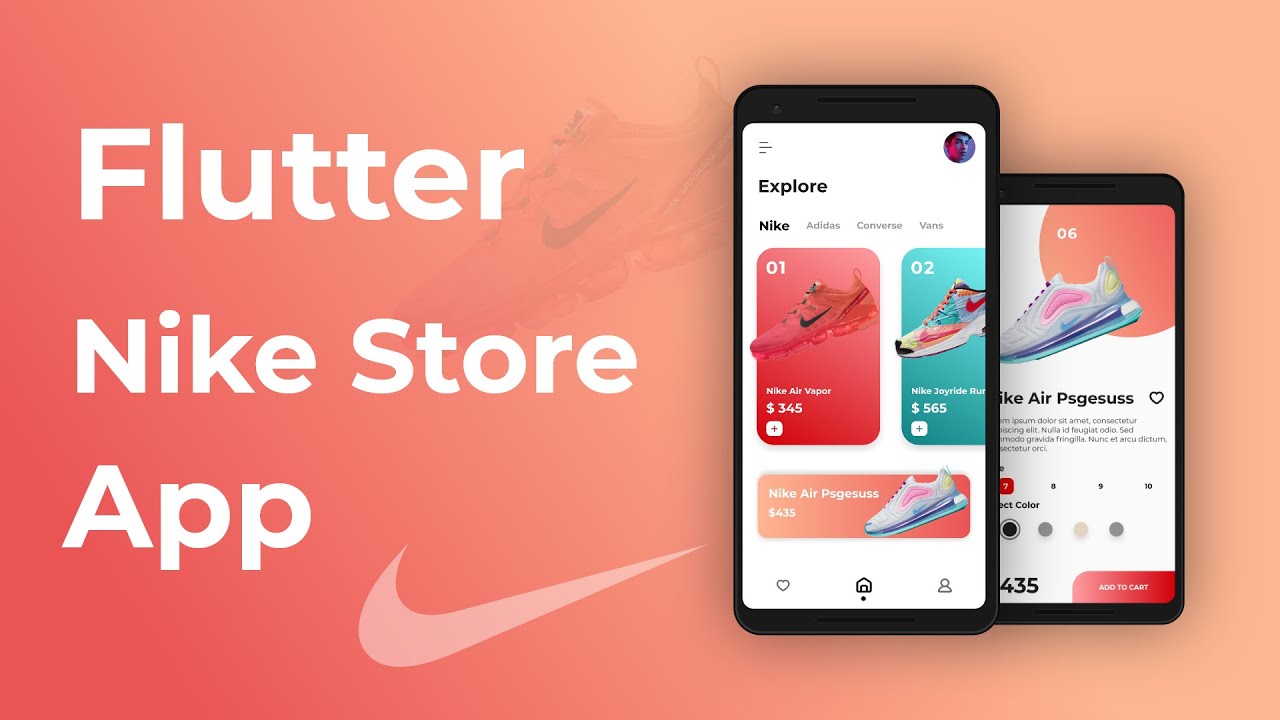 Flutter
Nike Store
App
Explore
Nike Adidas Converse Vans
01
Nike Air Vapor
$ 345
02
Nike Joyride Rur
$ 565
Nike Air Psgesuss
$435
06
ike Air Psgesuss
m ipsum dolor sit amet, consectetur
piscing elit. Nulla id feugiat odio. Sed
mmodo gravida fringilla. Nunc et arcu dictum,
sectetur orci.
7 8 9 10
ect Color
435
ADD TO CART